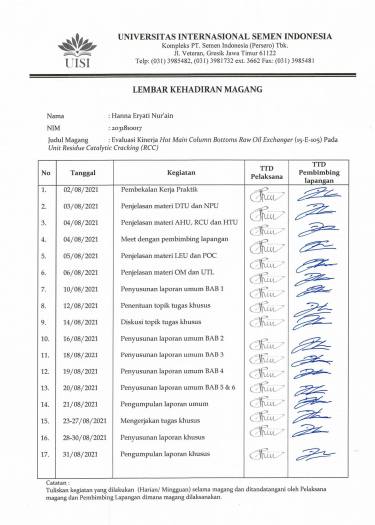 UISI
UNIVERSITAS INTERNASIONAL SEMEN INDONESIA
Kompleks PT. Semen Indonesia (Persero) Tbk.
Jl. Veteran, Gresik Jawa Timur 61122
Telp: (031) 3985482, (031) 3981732 ext. 3662 Fax: (031) 3985481
LEMBAR KEHADIRAN MAGANG
Nama : Hanna Eryati Nur'ain
NIM : 2031810017
Judul Magang : Evaluasi Kinerja Hot Main Column Bottoms Raw Oil Exchanger (15-E-105) Pada
Unit Residue Catalytic Cracking (RCC)
No Tanggal Kegiatan TTD Pelaksana TTD Pembimbing lapangan
1. 02/08/2021 Pembekalan Kerja Praktik
2. 03/08/2021 Penjelasan materi DTU dan NPU
3. 04/08/2021 Penjelasan materi AHU, RCU dan HTU
4. 04/08/2021 Meet dengan pembimbing lapangan
5. 05/08/2021 Penjelasan materi LEU dan POC
6. 06/08/2021 Penjelasan materi OM dan UTL
7. 10/08/2021 Penyusunan laporan umum BAB 1
8. 12/08/2021 Penentuan topik tugas khusus
9. 14/08/2021 Diskusi topik tugas khusus
10. 16/08/2021 Penyusunan laporan umum BAB 2
11. 18/08/2021 Penyusunan laporan umum BAB 3
12. 19/08/2021 Penyusunan laporan umum BAB 4
13. 20/08/2021 Penyusunan laporan umum BAB 5 & 6
14. 21/08/2021 Pengumpulan laporan umum
15. 23-27/08/2021 Mengerjakan tugas khusus
16. 28-30/08/2021 Penyusunan laporan khusus
17. 31/08/2021 Pengumpulan laporan khusus
Catatan :
Tuliskan kegiatan yang dilakukan (Harian/ Mingguan) selama magang dan ditandatangani oleh Pelaksana
magang dan Pembimbing Lapangan dimana magang dilaksanakan.